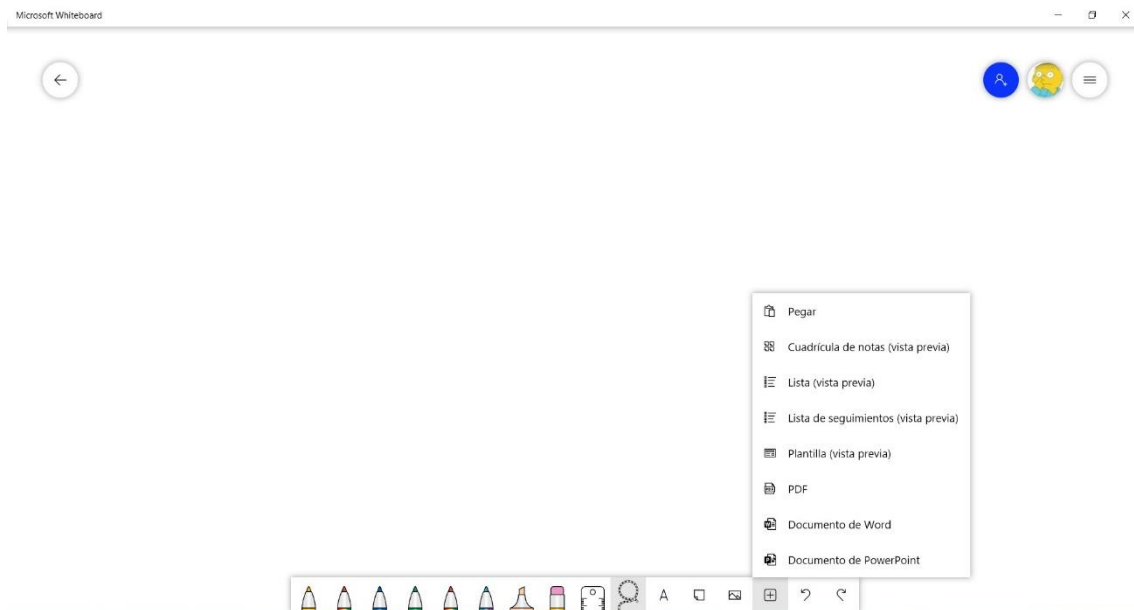 Microsoft Whiteboard
Pegar
Cuadrícula de notas (vista previa)
Lista (vista previa)
Lista de seguimientos (vista previa)
Plantilla (vista previa)
PDF
Documento de Word
Documento de PowerPoint
A